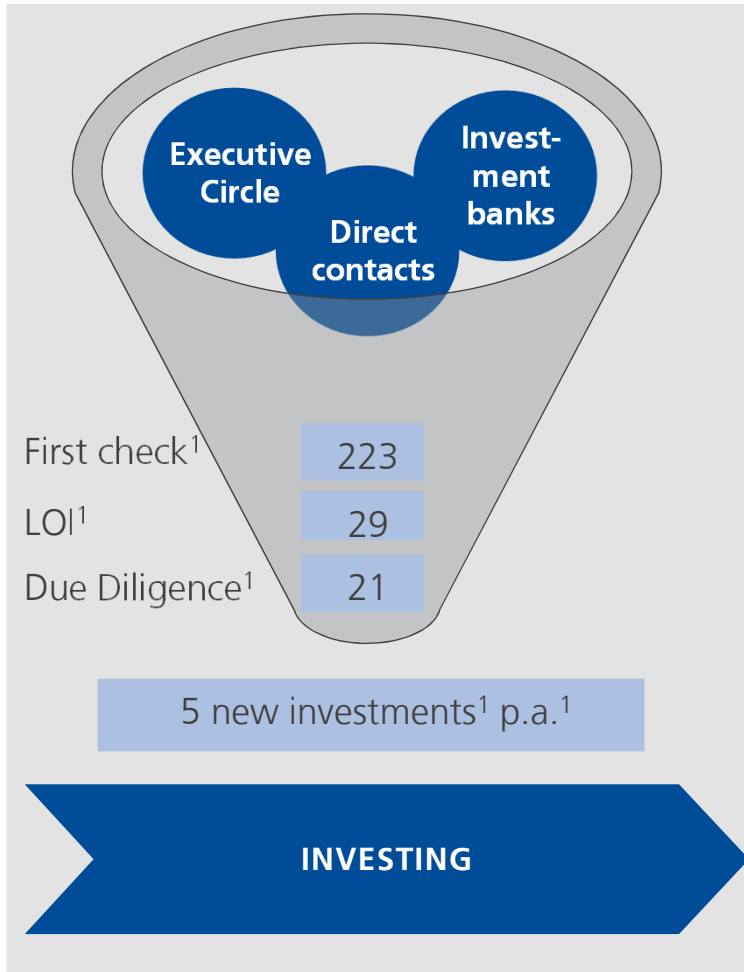 Executive
Circle
Invest-
ment
banks
Direct
contacts
First check¹ 223
LOI¹ 29
Due Diligence¹ 21
5 new investments¹ p.a.¹
INVESTING